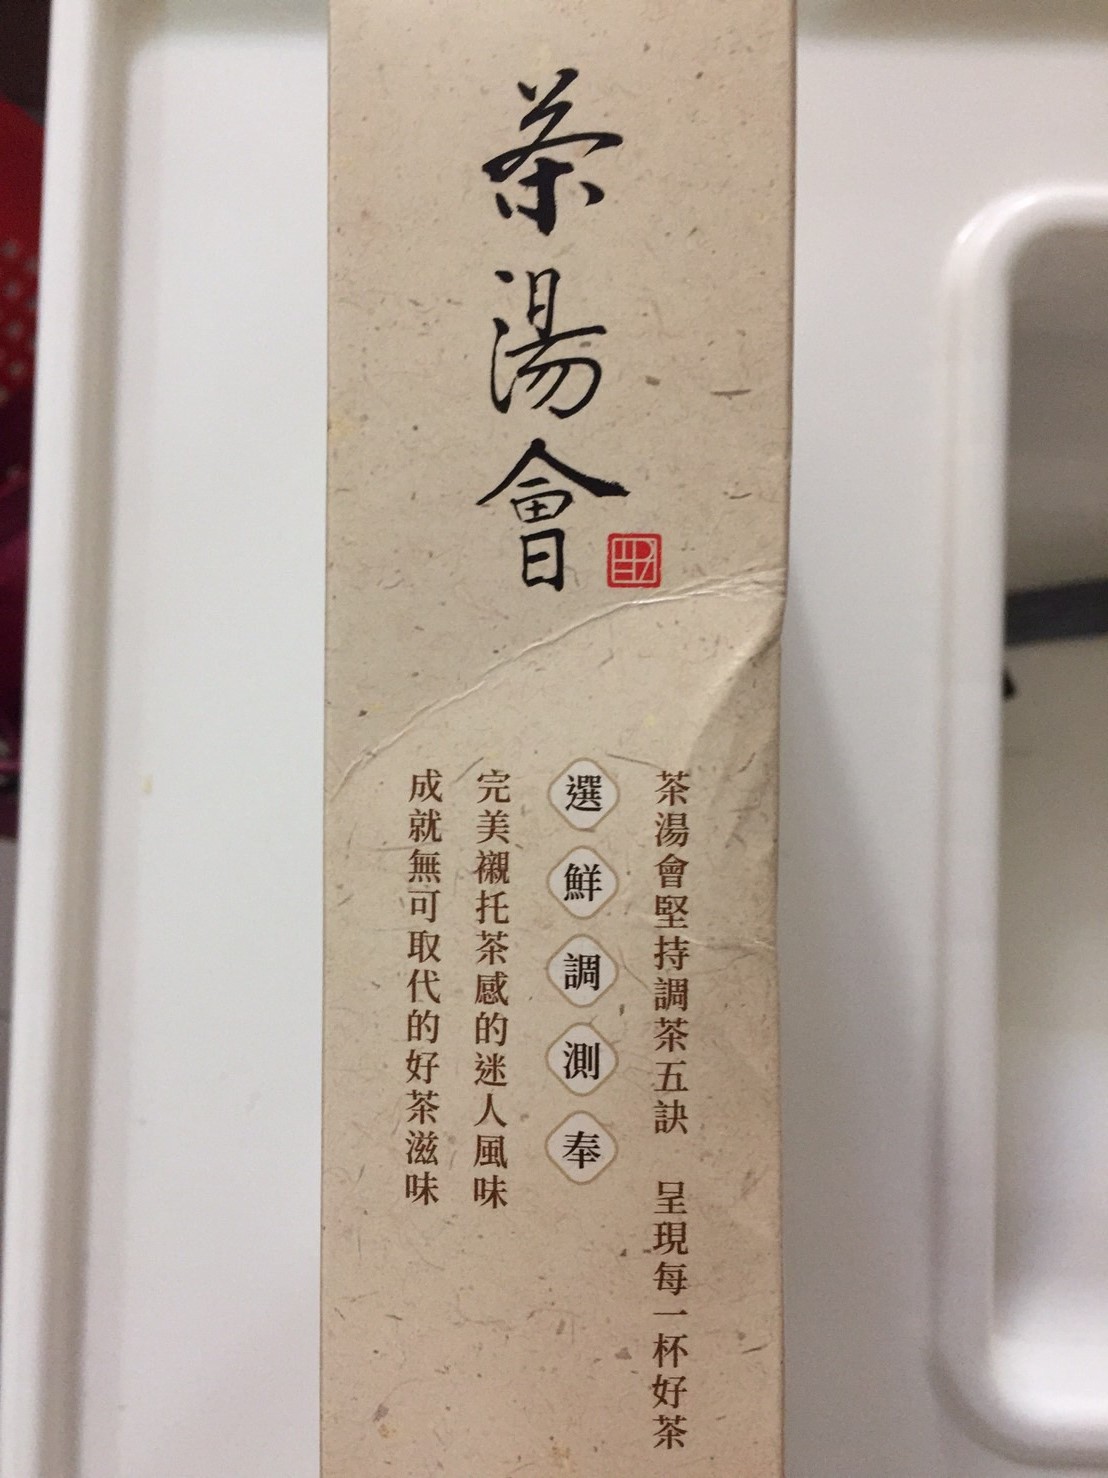 茶湯會
茶湯會堅持調茶五訣　呈現每一杯好茶
選鮮調測奉
完美襯托茶感的迷人風味
成就無可取代的好茶滋味